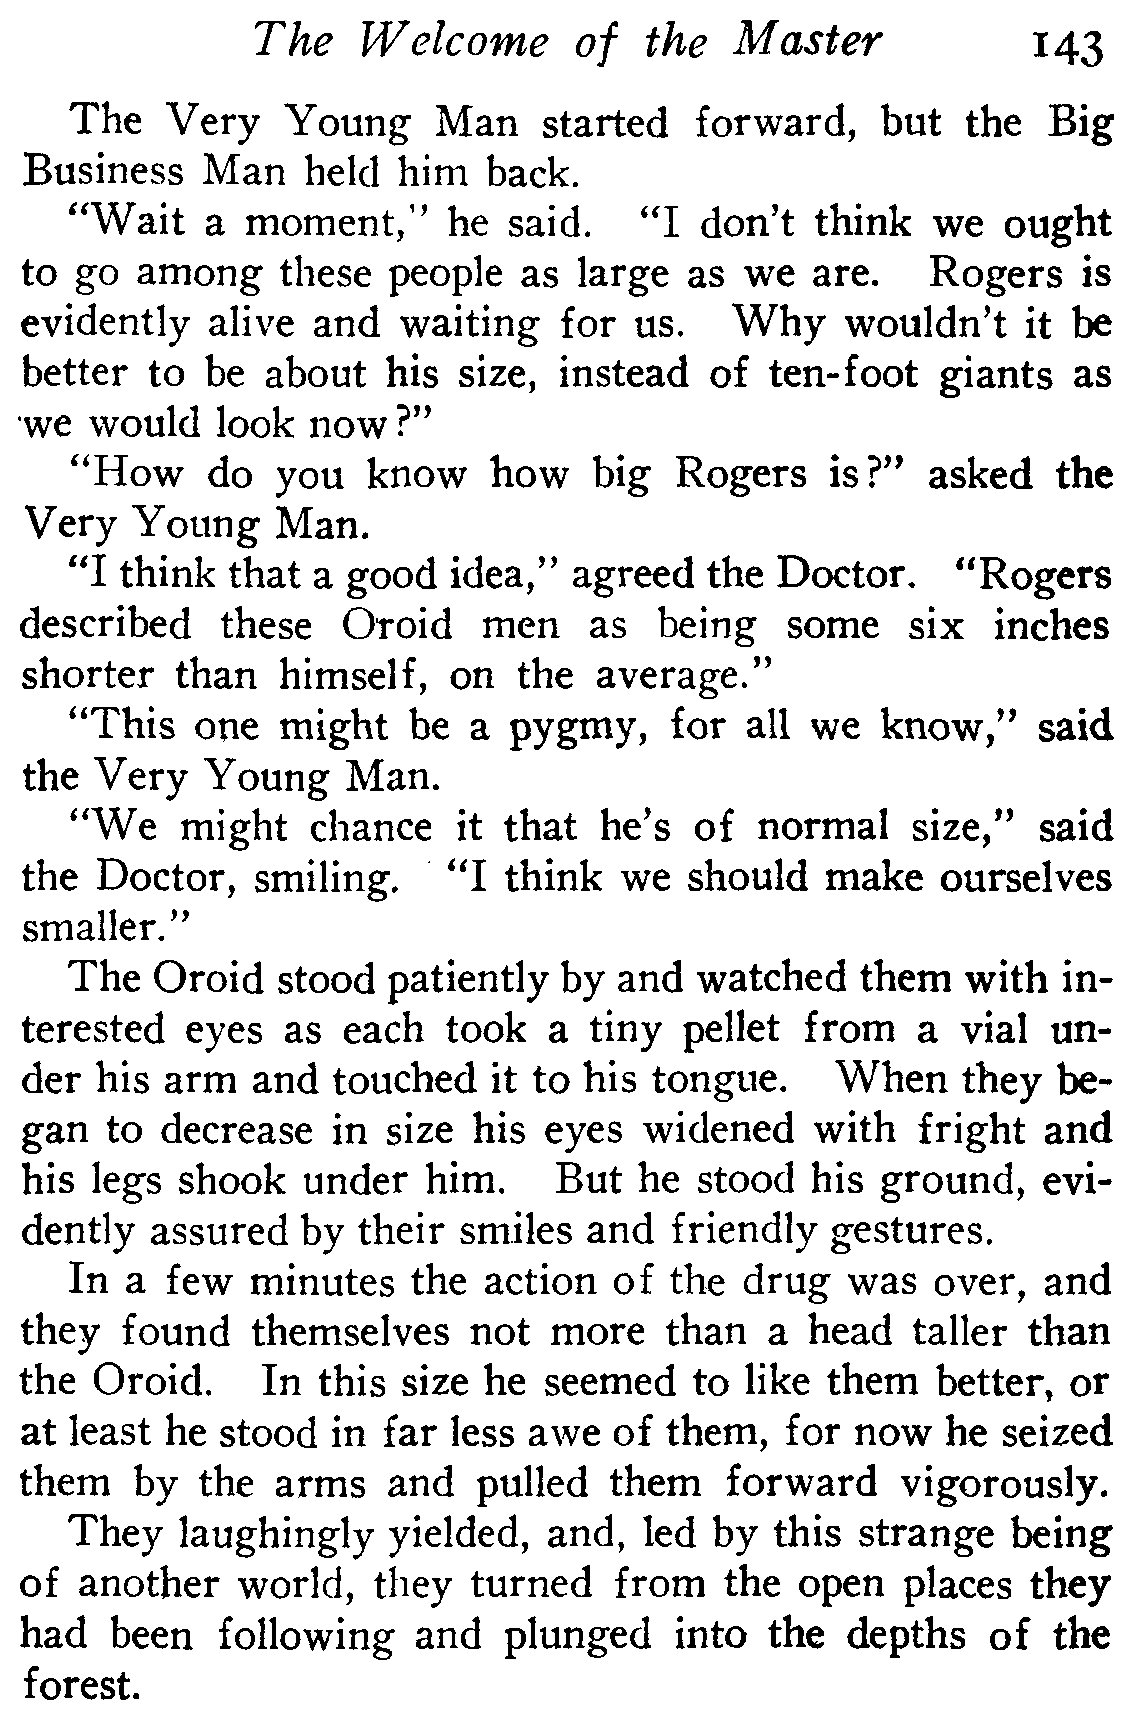 The Welcome of the Master 143
The Very Young Man started forward, but the Big
Business Man held him back.
"Wait a moment," he said. "I don't think we ought
to go among these people as large as we are. Rogers is
evidently alive and waiting for us. Why wouldn't it be
better to be about his size, instead of ten-foot giants as
we would look now?"
"How do you know how big Rogers is?" asked the
Very Young Man.
"I think that a good idea," agreed the Doctor. "Rogers
described these Oroid men as being some six inches
shorter than himself, on the average."
"This one might be a pygmy, for all we know," said
the Very Young Man.
"We might chance it that he's of normal size," said
the Doctor, smiling. "I think we should make ourselves
smaller."
The Oroid stood patiently by and watched them with in-
terested eyes as each took a tiny pellet from a vial un-
der his arm and touched it to his tongue. When they be-
gan to decrease in size his eyes widened with fright and
his legs shook under him. But he stood his ground, evi-
dently assured by their smiles and friendly gestures.
In a few minutes the action of the drug was over, and
they found themselves not more than a head taller than
the Oroid. In this size he seemed to like them better, or
at least he stood in far less awe of them, for now he seized
them by the arms and pulled them forward vigorously.
They laughingly yielded, and, led by this strange being
of another world, they turned from the open places they
had been following and plunged into the depths of the
forest.